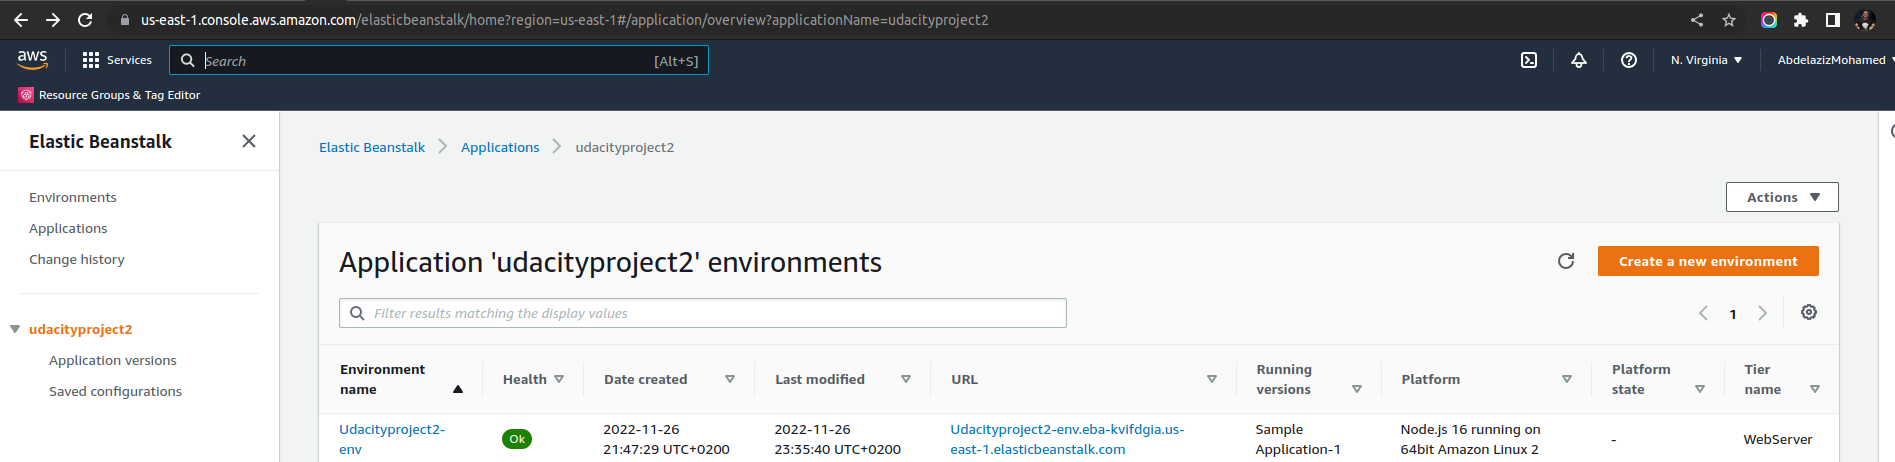 us-east-1.console.aws.amazon.com/elasticbeanstalk/home?region=us-east-1#/application/overview?applicationName=udacityproject2
aws
Services
Search
[Alt+S]
N. Virginia
AbdelazizMohamed
Resource Groups & Tag Editor
Elastic Beanstalk
Environments
Applications
Change history
udacityproject2
Application versions
Saved configurations
Elastic Beanstalk
Applications
udacityproject2
Actions
Application 'udacityproject2' environments
Create a new environment
Filter results matching the display values
1
Environment
name
Health
Date created
Last modified
URL
Running
versions
Platform
Platform
state
Tier
name
Udacityproject2-
env
Ok
2022-11-26
21:47:29 UTC+0200
2022-11-26
23:35:40 UTC+0200
Udacityproject2-env.eba-kvifdgia.us-
east-1.elasticbeanstalk.com
Sample
Application-1
Node.js 16 running on
64bit Amazon Linux 2
-
WebServer